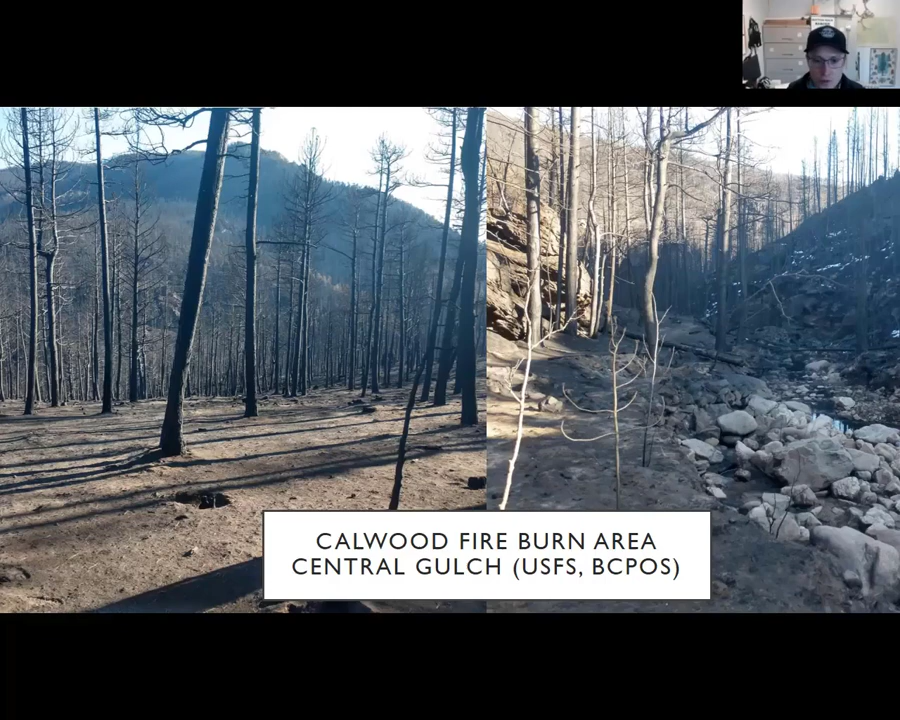 CALWOOD FIRE BURN AREA
CENTRAL GULCH (USFS, BCPOS)